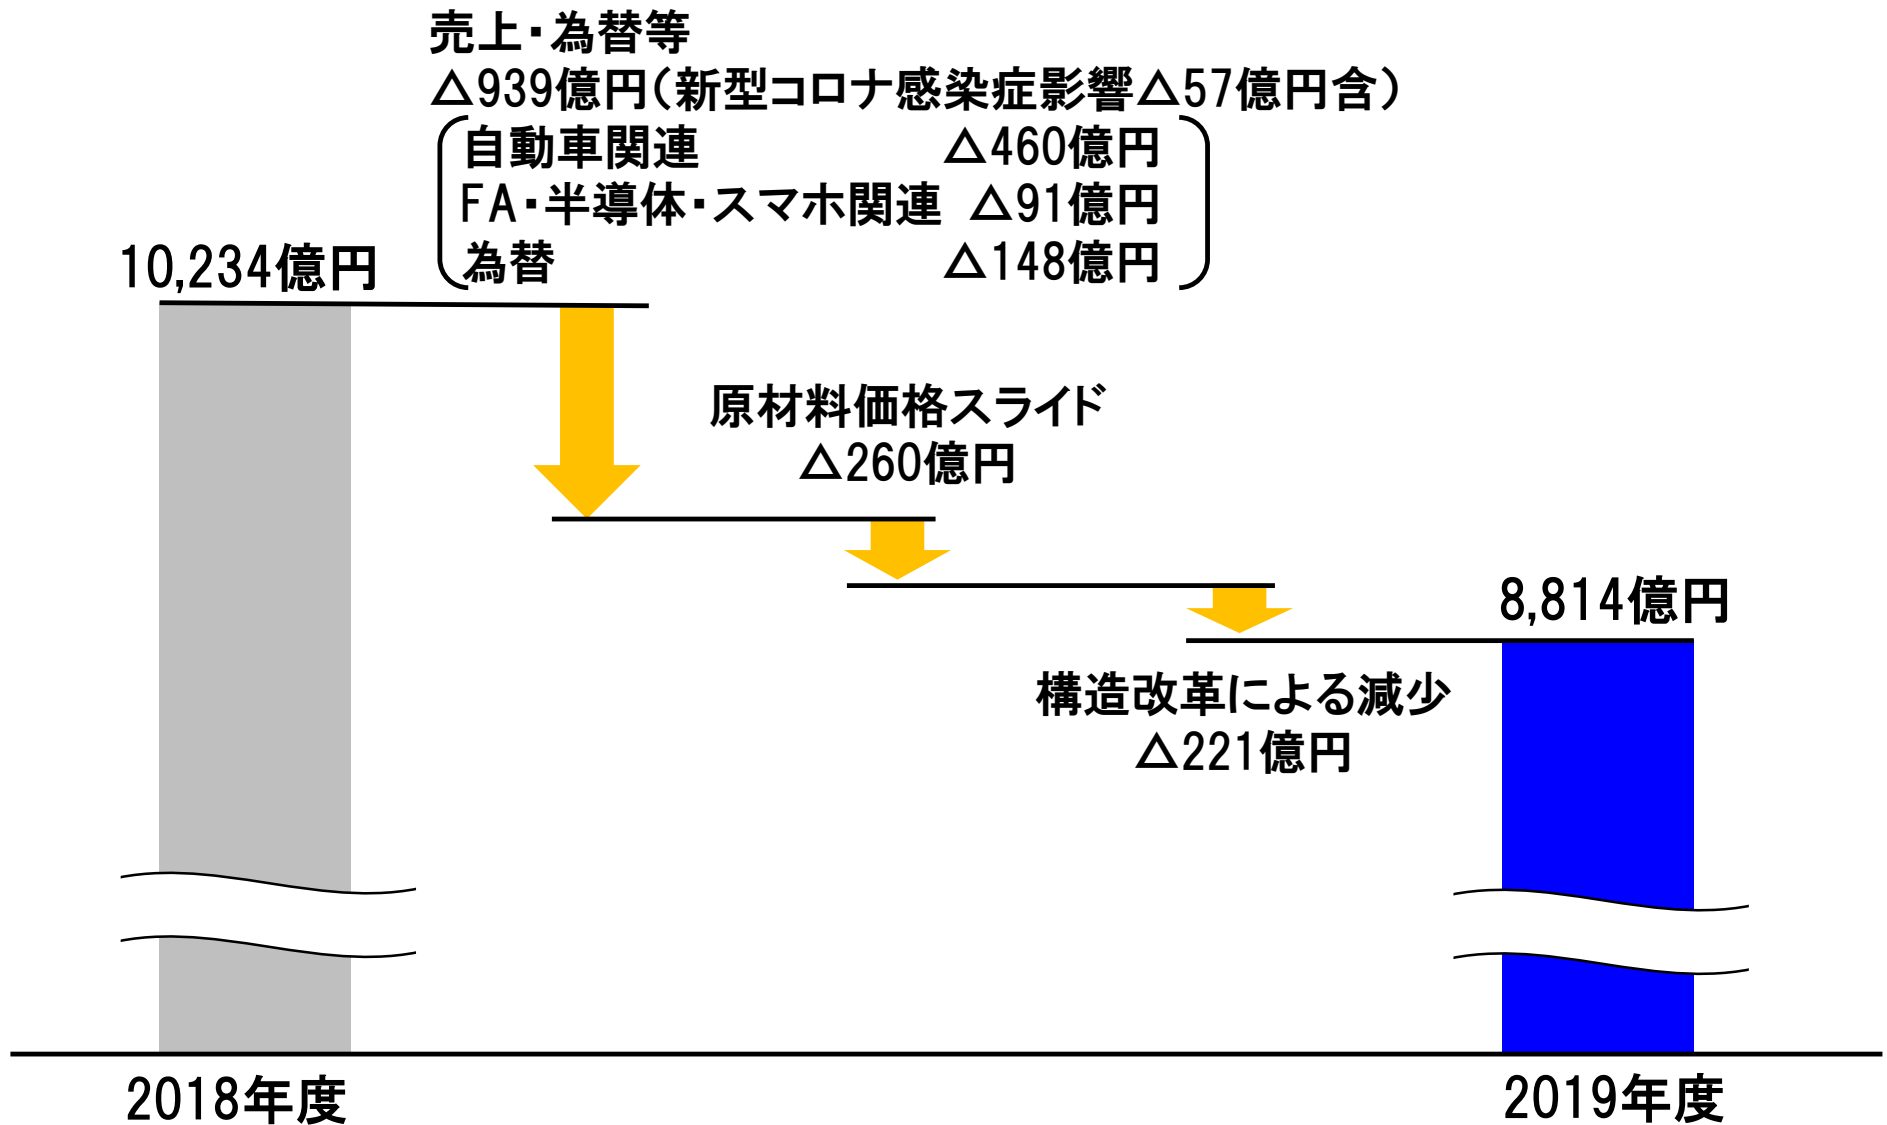 売上・為替等
△939億円（新型コロナ感染症影響△57億円含）
自動車関連 △460億円
FA・半導体・スマホ関連 △91億円
為替 △148億円
10,234億円
原材料価格スライド
△260億円
8,814億円
構造改革による減少
△221億円
2018年度
2019年度